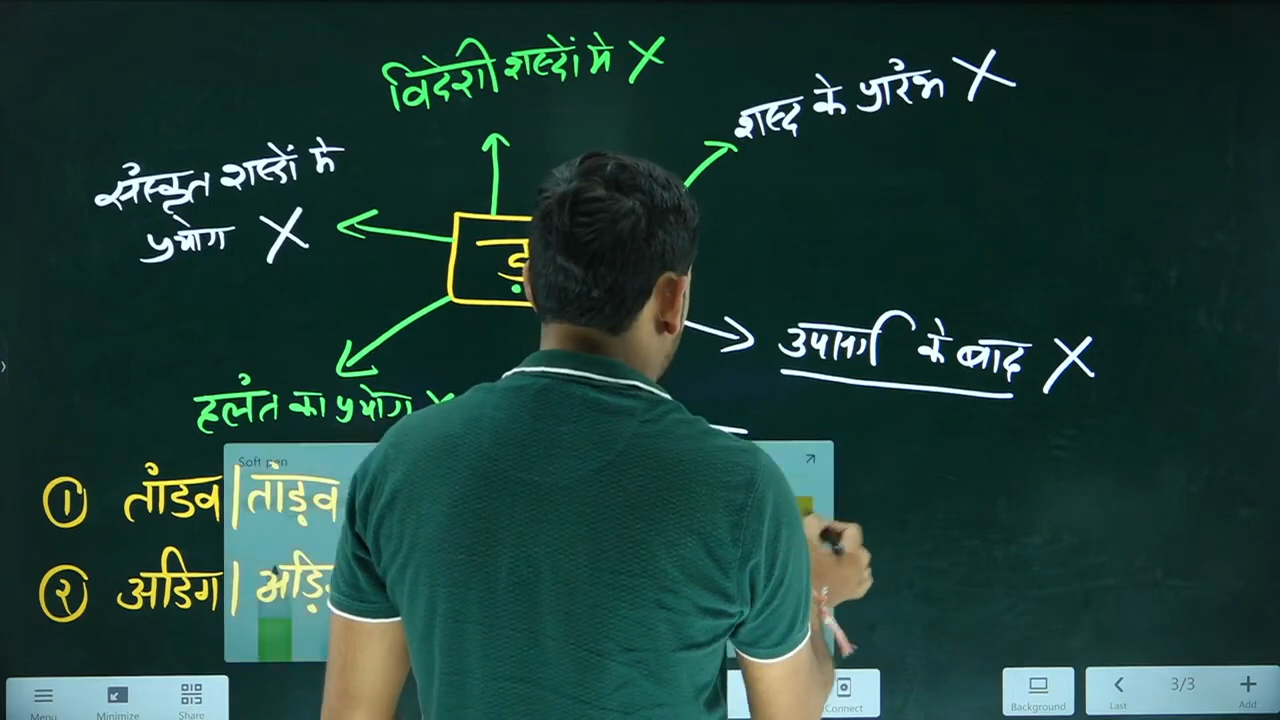 विदेशी शब्दों मे X
शब्द के प्रारंभ X
संस्कृत शब्दों मे
प्रयोग X
ड़
उपसर्ग के बाद X
हलंत का प्रयोग X
Soft pen
① तांडव | तांड़व
② अडिग | अड़ि
Menu
Minimize
Share
Connect
Background
Last
3/3
Add